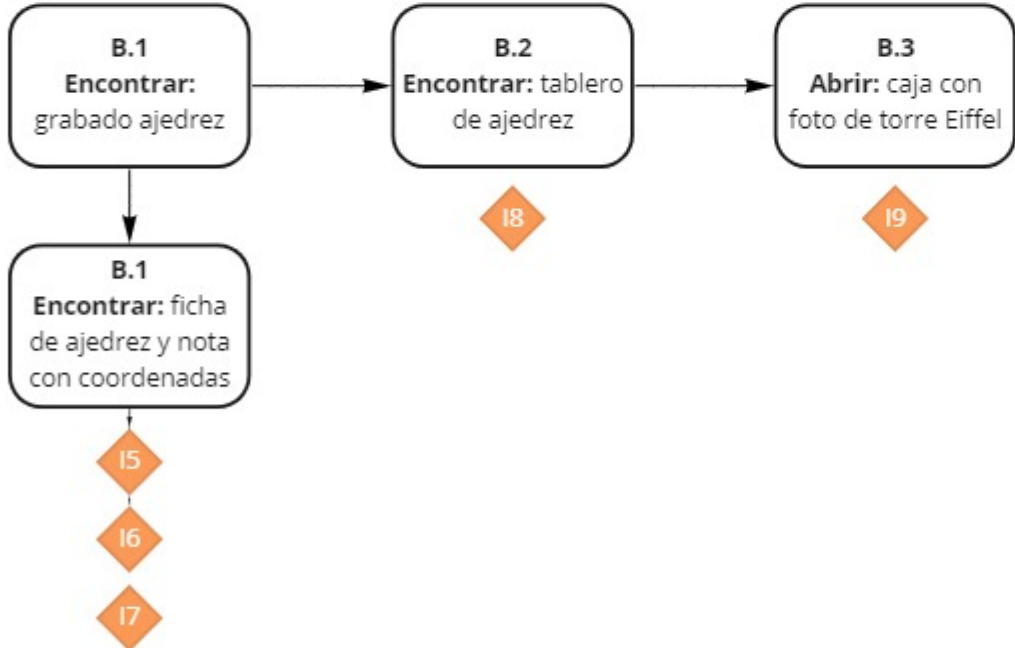 B.1
Encontrar:
grabado ajedrez
B.2
Encontrar: tablero
de ajedrez
B.3
Abrir: caja con
foto de torre Eiffel
I8
I9
B.1
Encontrar: ficha
de ajedrez y nota
con coordenadas
I5
I6
I7